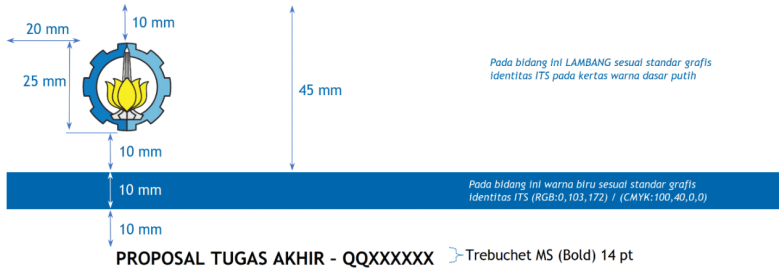 10 mm
20 mm
25 mm
45 mm
Pada bidang ini LAMBANG sesuai standar grafis
identitas ITS pada kertas warna dasar putih
10 mm
10 mm
Pada bidang ini warna biru sesuai standar grafis
identitas ITS (RGB:0,103,172) / (CMYK:100,40,0,0)
10 mm
PROPOSAL TUGAS AKHIR - QQXXXXXX
Trebuchet MS (Bold) 14 pt